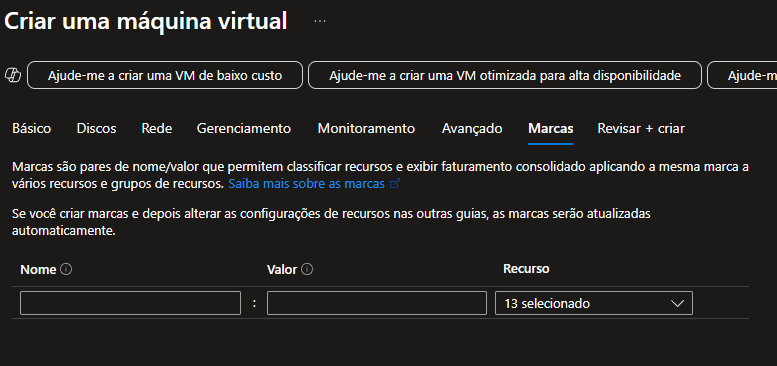 Criar uma máquina virtual ...
Ajude-me a criar uma VM de baixo custo
Ajude-me a criar uma VM otimizada para alta disponibilidade
Ajude-m
Básico Discos Rede Gerenciamento Monitoramento Avançado Marcas Revisar + criar
Marcas são pares de nome/valor que permitem classificar recursos e exibir faturamento consolidado aplicando a mesma marca a
vários recursos e grupos de recursos. Saiba mais sobre as marcas
Se você criar marcas e depois alterar as configurações de recursos nas outras guias, as marcas serão atualizadas
automaticamente.
Nome Valor Recurso
: 13 selecionado